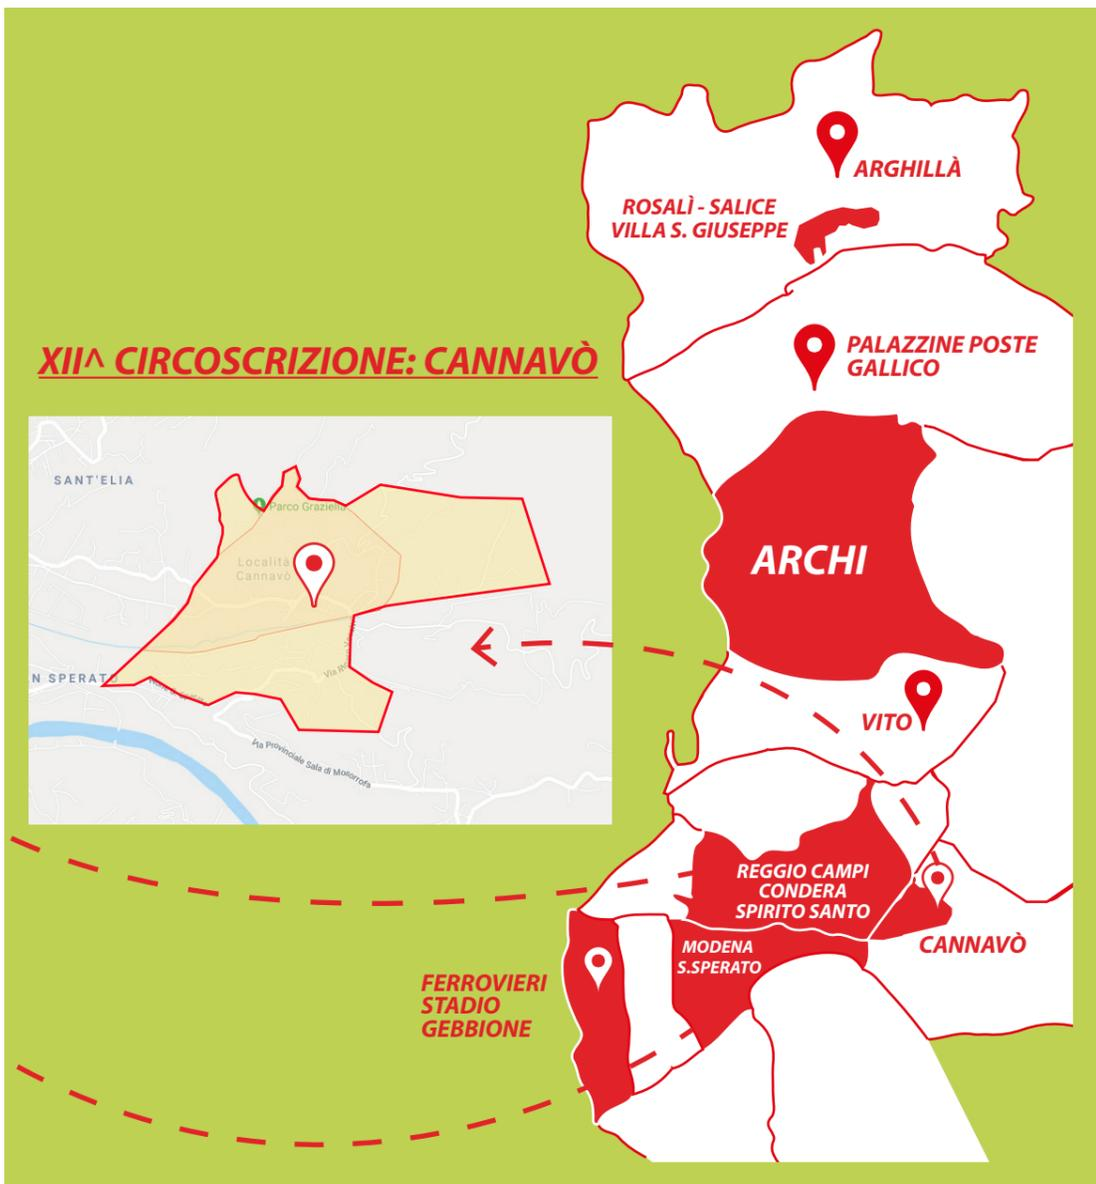 ARGHILLÀ
ROSALÌ - SALICE
VILLA S. GIUSEPPE
PALAZZINE POSTE
GALLICO
XII^ CIRCOSCRIZIONE: CANNAVÒ
SANT'ELIA
Parco Graziella
Località
Cannavò
N SPERATO
Via Provinciale Sala di Mosorrofa
ARCHI
VITO
REGGIO CAMPI
CONDERA
SPIRITO SANTO
CANNAVÒ
MODENA
S.SPERATO
FERROVIERI
STADIO
GEBBIONE